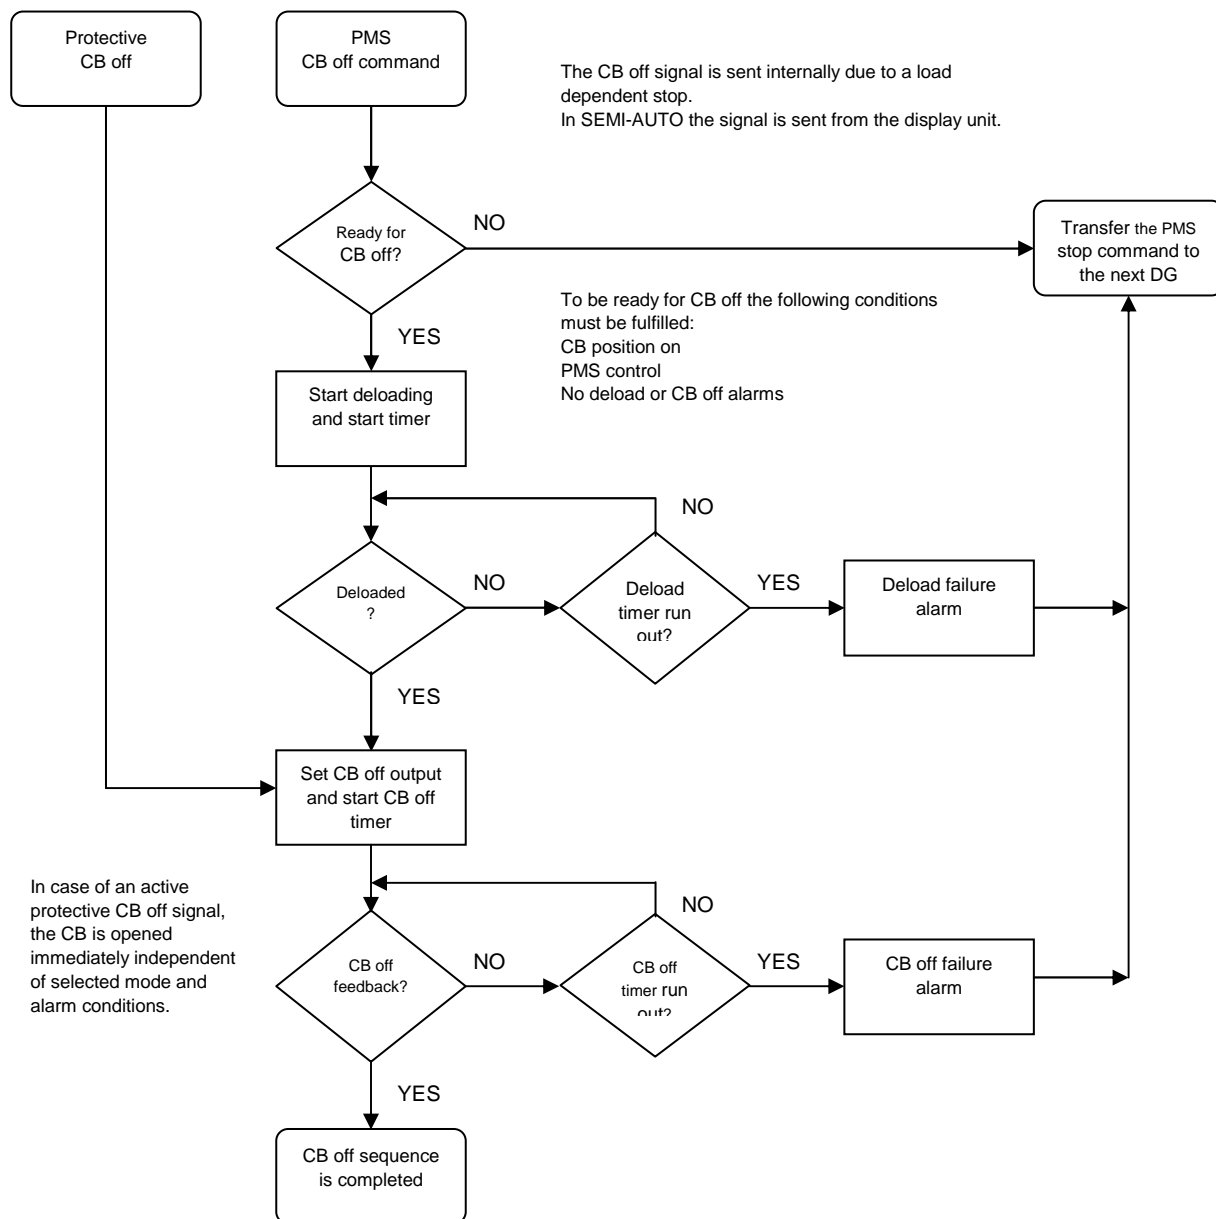 Protective
CB off
PMS
CB off command
The CB off signal is sent internally due to a load
dependent stop.
In SEMI-AUTO the signal is sent from the display unit.
Ready for
CB off?
NO
Transfer the PMS
stop command to
the next DG
YES
To be ready for CB off the following conditions
must be fulfilled:
CB position on
PMS control
No deload or CB off alarms
Start deloading
and start timer
NO
Deloaded
?
NO
Deload
timer run
out?
YES
Deload failure
alarm
YES
Set CB off output
and start CB off
timer
In case of an active
protective CB off signal,
the CB is opened
immediately independent
of selected mode and
alarm conditions.
NO
CB off
feedback?
NO
CB off
timer run
out?
YES
CB off failure
alarm
YES
CB off sequence
is completed